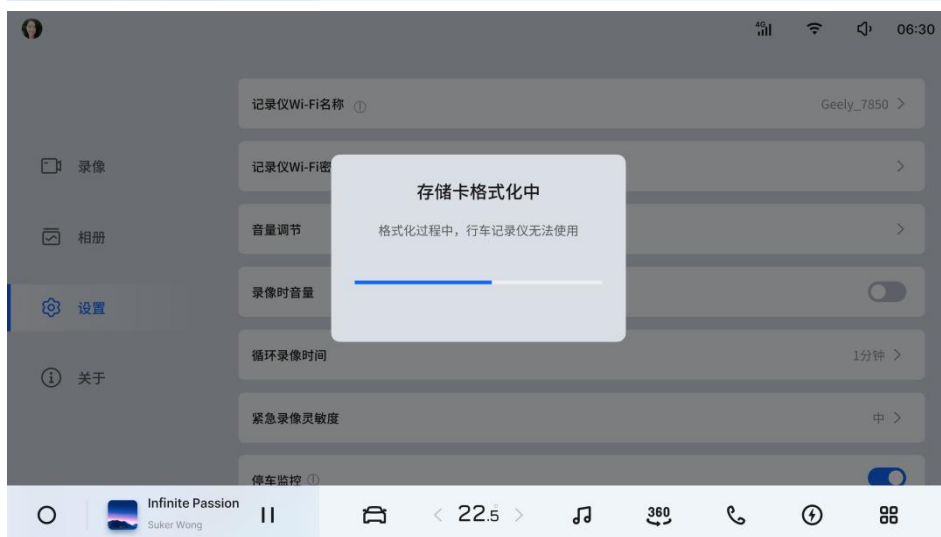 4G
06:30
记录仪Wi-Fi名称
Geely_7850
录像
记录仪Wi-Fi密
存储卡格式化中
格式化过程中，行车记录仪无法使用
相册
音量调节
设置
录像时音量
循环录像时间
1分钟
关于
紧急录像灵敏度
中
停车监控
Infinite Passion
Suker Wong
22.5
360